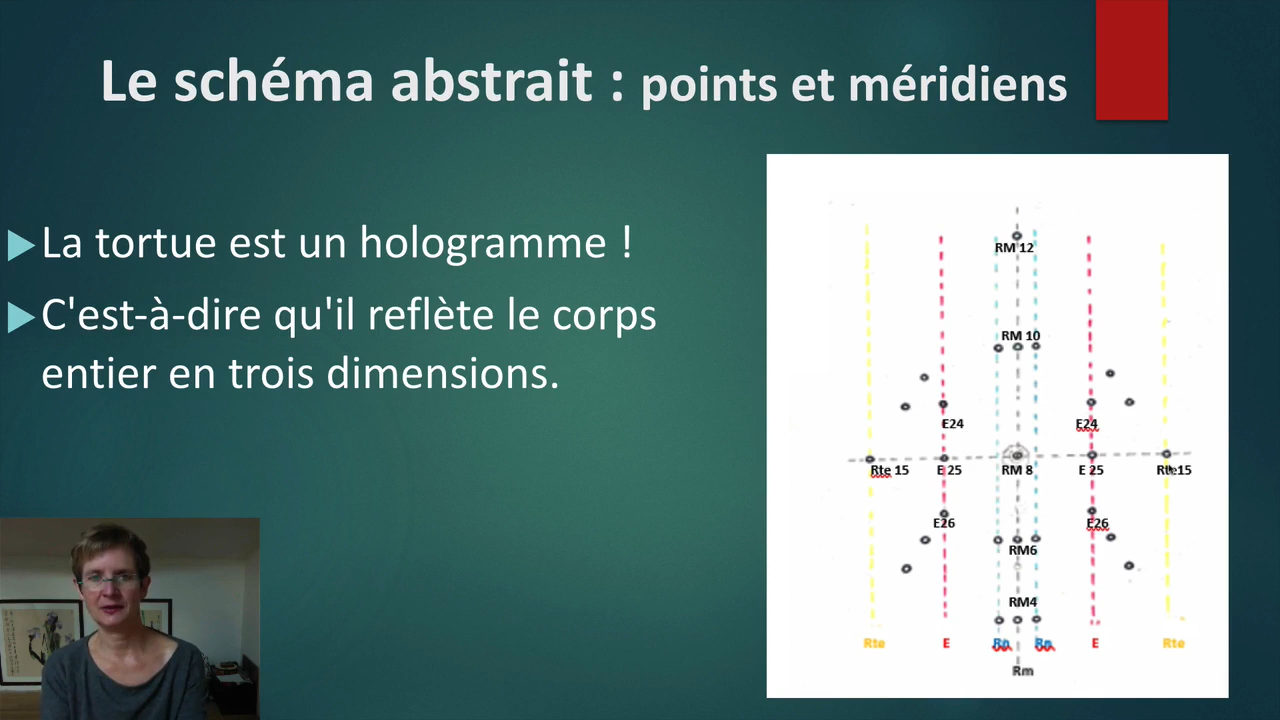 Le schéma abstrait : points et méridiens
La tortue est un hologramme !
C'est-à-dire qu'il reflète le corps
entier en trois dimensions.
RM 12
RM 10
E24 E24
Rte 15 E 25 RM 8 E 25 Rte15
E26 E26
RM6
RM4
Rte E Rn Rn E Rte
Rm